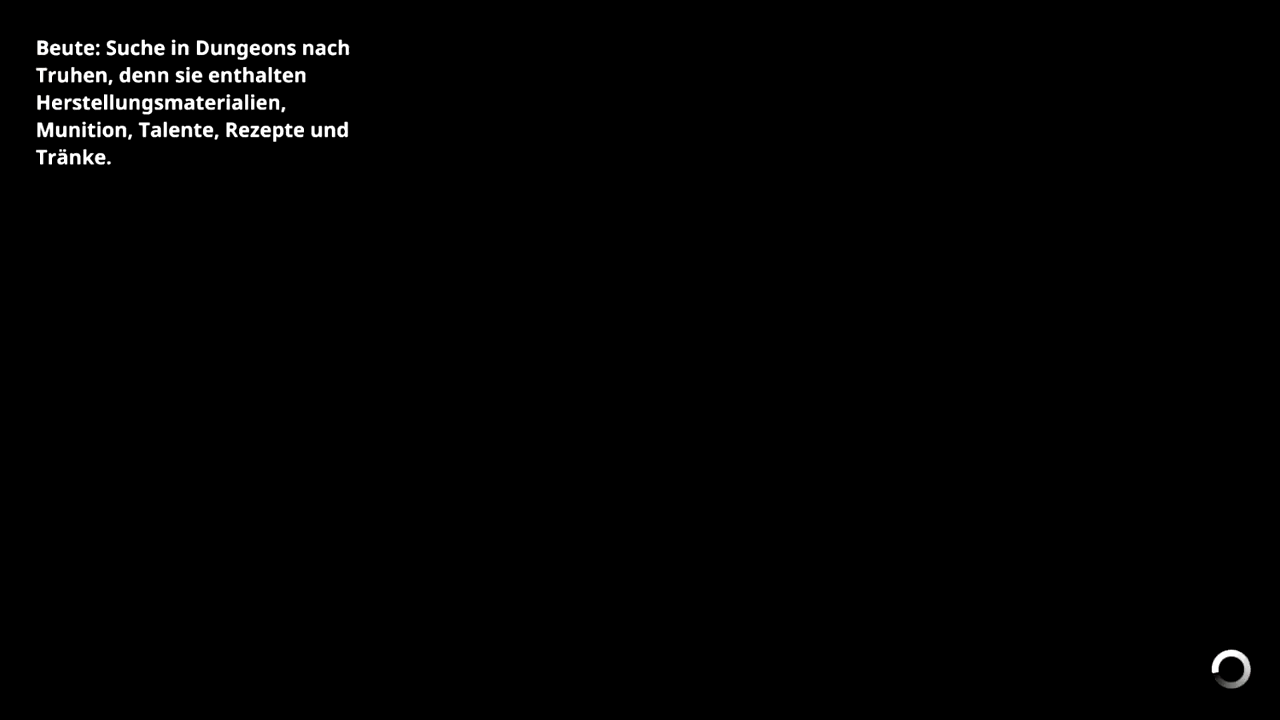 Beute: Suche in Dungeons nach
Truhen, denn sie enthalten
Herstellungsmaterialien,
Munition, Talente, Rezepte und
Tränke.